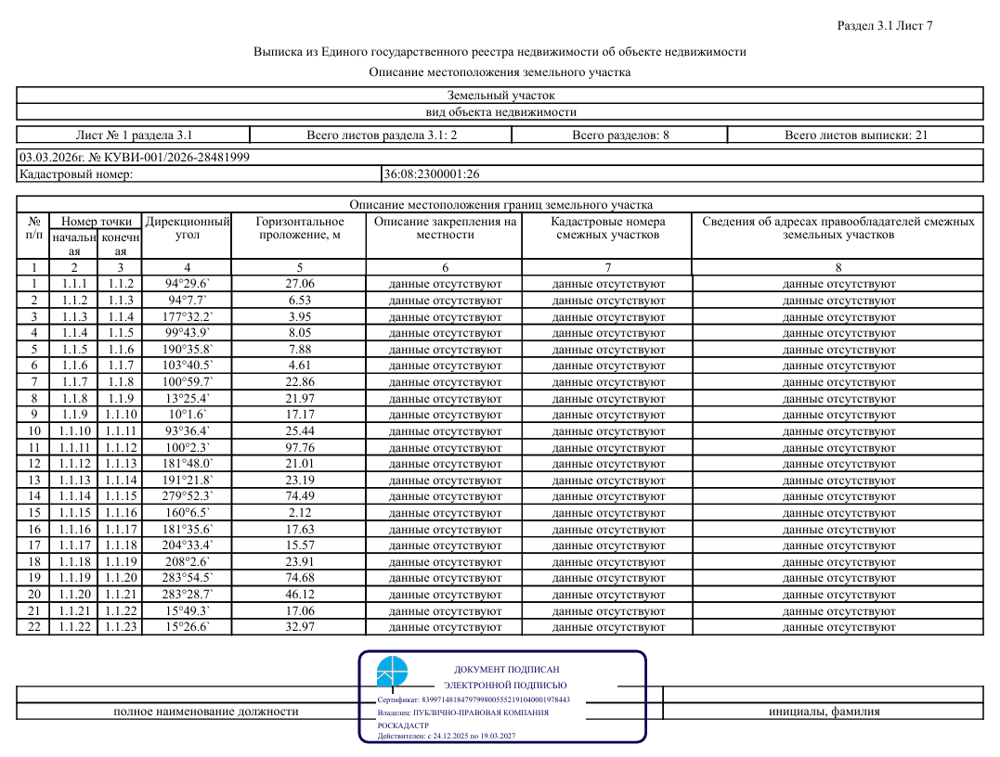 Раздел 3.1 Лист 7
Выписка из Единого государственного реестра недвижимости об объекте недвижимости
Описание местоположения земельного участка
Земельный участок
вид объекта недвижимости
Лист № 1 раздела 3.1 Всего листов раздела 3.1: 2 Всего разделов: 8 Всего листов выписки: 21
03.03.2026г. № КУВИ-001/2026-28481999
Кадастровый номер: 36:08:2300001:26
Описание местоположения границ земельного участка
№ Номер точки Дирекционный Горизонтальное Описание закрепления на Кадастровые номера Сведения об адресах правообладателей смежных
п/п начальн конечн угол проложение, м местности смежных участков земельных участков
ая ая
1 2 3 4 5 6 7 8
1 1.1.1 1.1.2 94°29.6` 27.06 данные отсутствуют данные отсутствуют данные отсутствуют
2 1.1.2 1.1.3 94°7.7` 6.53 данные отсутствуют данные отсутствуют данные отсутствуют
3 1.1.3 1.1.4 177°32.2` 3.95 данные отсутствуют данные отсутствуют данные отсутствуют
4 1.1.4 1.1.5 99°43.9` 8.05 данные отсутствуют данные отсутствуют данные отсутствуют
5 1.1.5 1.1.6 190°35.8` 7.88 данные отсутствуют данные отсутствуют данные отсутствуют
6 1.1.6 1.1.7 103°40.5` 4.61 данные отсутствуют данные отсутствуют данные отсутствуют
7 1.1.7 1.1.8 100°59.7` 22.86 данные отсутствуют данные отсутствуют данные отсутствуют
8 1.1.8 1.1.9 13°25.4` 21.97 данные отсутствуют данные отсутствуют данные отсутствуют
9 1.1.9 1.1.10 10°1.6` 17.17 данные отсутствуют данные отсутствуют данные отсутствуют
10 1.1.10 1.1.11 93°36.4` 25.44 данные отсутствуют данные отсутствуют данные отсутствуют
11 1.1.11 1.1.12 100°2.3` 97.76 данные отсутствуют данные отсутствуют данные отсутствуют
12 1.1.12 1.1.13 181°48.0` 21.01 данные отсутствуют данные отсутствуют данные отсутствуют
13 1.1.13 1.1.14 191°21.8` 23.19 данные отсутствуют данные отсутствуют данные отсутствуют
14 1.1.14 1.1.15 279°52.3` 74.49 данные отсутствуют данные отсутствуют данные отсутствуют
15 1.1.15 1.1.16 160°6.5` 2.12 данные отсутствуют данные отсутствуют данные отсутствуют
16 1.1.16 1.1.17 181°35.6` 17.63 данные отсутствуют данные отсутствуют данные отсутствуют
17 1.1.17 1.1.18 204°33.4` 15.57 данные отсутствуют данные отсутствуют данные отсутствуют
18 1.1.18 1.1.19 208°2.6` 23.91 данные отсутствуют данные отсутствуют данные отсутствуют
19 1.1.19 1.1.20 283°54.5` 74.68 данные отсутствуют данные отсутствуют данные отсутствуют
20 1.1.20 1.1.21 283°28.7` 46.12 данные отсутствуют данные отсутствуют данные отсутствуют
21 1.1.21 1.1.22 15°49.3` 17.06 данные отсутствуют данные отсутствуют данные отсутствуют
22 1.1.22 1.1.23 15°26.6` 32.97 данные отсутствуют данные отсутствуют данные отсутствуют
ДОКУМЕНТ ПОДПИСАН
ЭЛЕКТРОННОЙ ПОДПИСЬЮ
Сертификат: 83997148184797998005552191040001978443
Владелец: ПУБЛИЧНО-ПРАВОВАЯ КОМПАНИЯ
РОСКАДАСТР
Действителен: с 24.12.2025 по 19.03.2027
полное наименование должности инициалы, фамилия